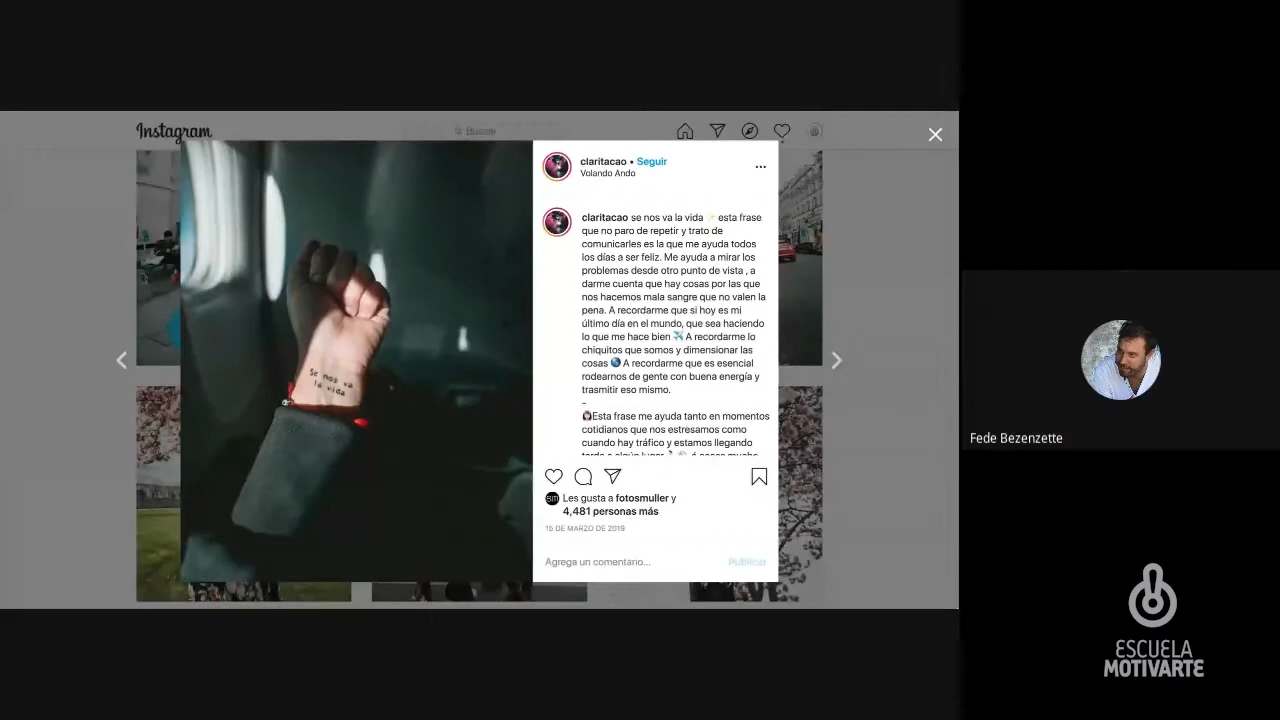 Instagram
Busca
claritacao • Seguir
Volando Ando
claritacao se nos va la vida ✨ esta frase
que no paro de repetir y trato de
comunicarles es la que me ayuda todos
los días a ser feliz. Me ayuda a mirar los
problemas desde otro punto de vista , a
darme cuenta que hay cosas por las que
nos hacemos mala sangre que no valen la
pena. A recordarme que si hoy es mi
último día en el mundo, que sea haciendo
lo que me hace bien ✈️ A recordarme lo
chiquitos que somos y dimensionar las
cosas 🌎 A recordarme que es esencial
rodearnos de gente con buena energía y
trasmitir eso mismo.
-
Esta frase me ayuda tanto en momentos
cotidianos que nos estresamos como
cuando hay tráfico y estamos llegando
Se nos va
la vida
Les gusta a fotosmulier y
4,481 personas más
15 DE MARZO DE 2019
Agrega un comentario...
Publicar
Fede Bezenzette
ESCUELA
MOTIVARTE